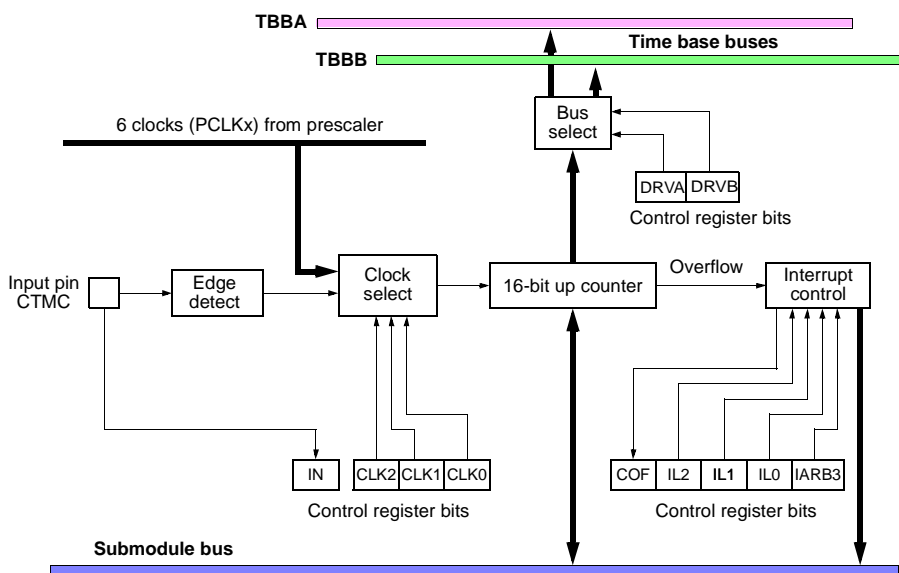 TBBA
Time base buses
TBBB
Bus
select
6 clocks (PCLKx) from prescaler
DRVA DRVB
Control register bits
Input pin
CTMC
Edge
detect
Clock
select
16-bit up counter
Overflow
Interrupt
control
IN
CLK2 CLK1 CLK0
COF IL2 IL1 IL0 IARB3
Control register bits
Control register bits
Submodule bus